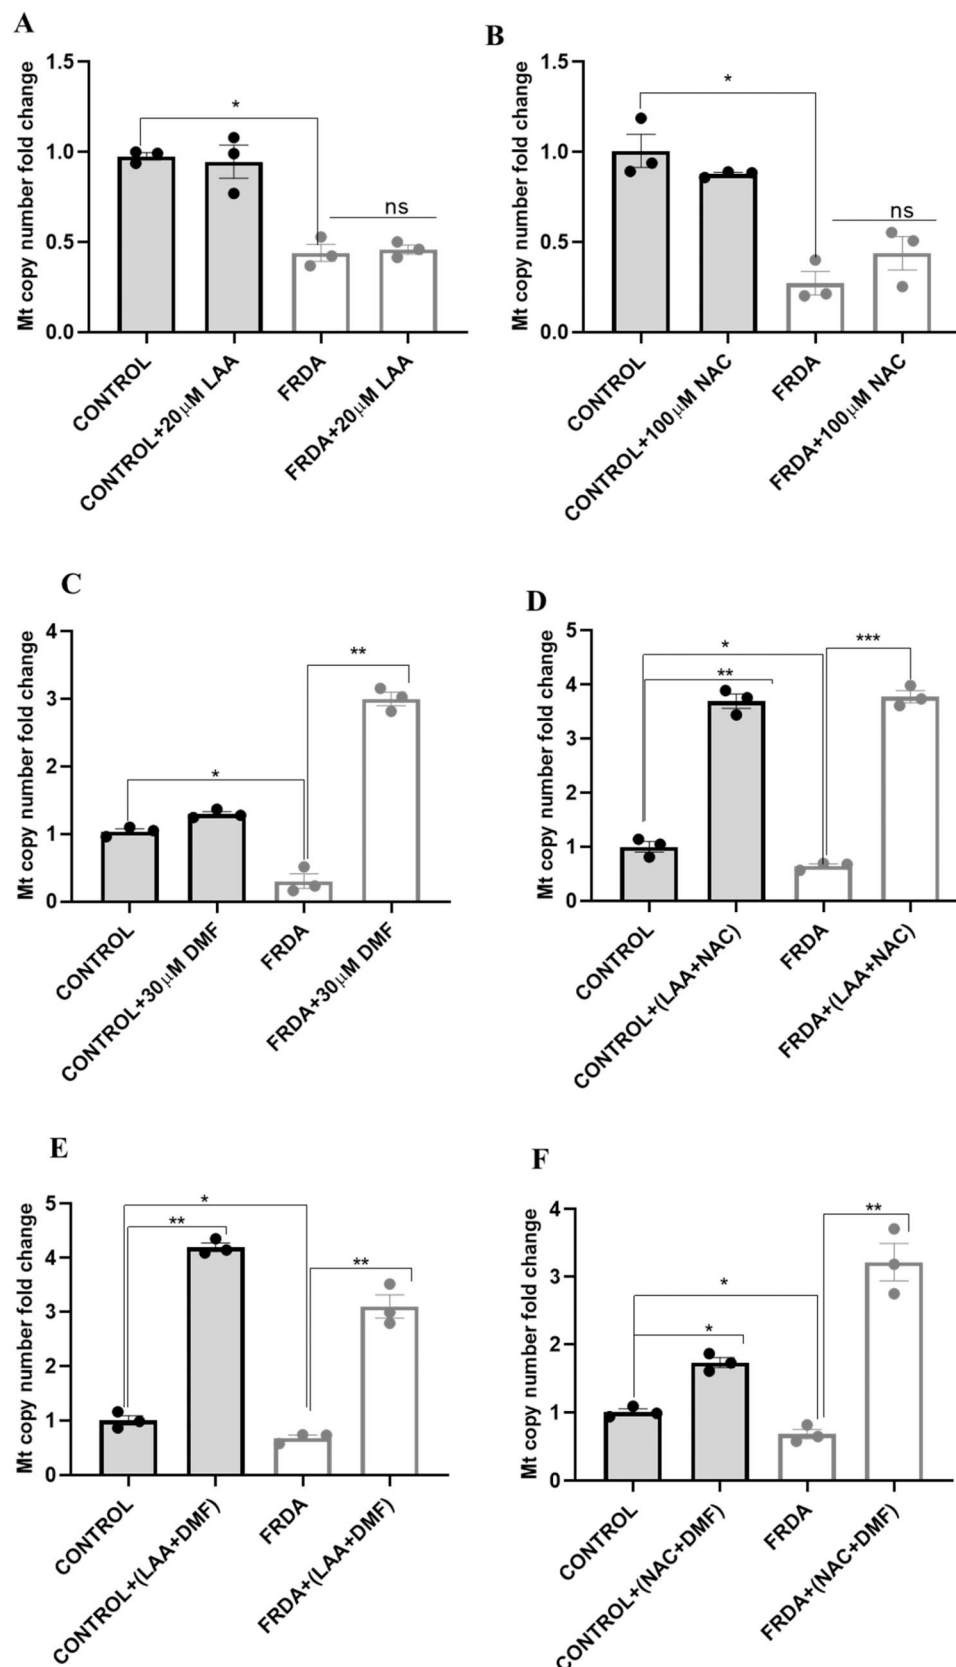 A
Mt copy number fold change
1.5
1.0
0.5
0.0
*
ns
CONTROL
CONTROL+20μM LAA
FRDA
FRDA+20μM LAA
B
Mt copy number fold change
1.5
1.0
0.5
0.0
*
ns
CONTROL
CONTROL+100μM NAC
FRDA
FRDA+100μM NAC
C
Mt copy number fold change
4
3
2
1
0
*
**
CONTROL
CONTROL+30μM DMF
FRDA
FRDA+30μM DMF
D
Mt copy number fold change
5
4
3
2
1
0
*
**
***
CONTROL
CONTROL+(LAA+NAC)
FRDA
FRDA+(LAA+NAC)
E
Mt copy number fold change
5
4
3
2
1
0
*
**
**
CONTROL
CONTROL+(LAA+DMF)
FRDA
FRDA+(LAA+DMF)
F
Mt copy number fold change
4
3
2
1
0
**
*
*
CONTROL
CONTROL+(NAC+DMF)
FRDA
FRDA+(NAC+DMF)